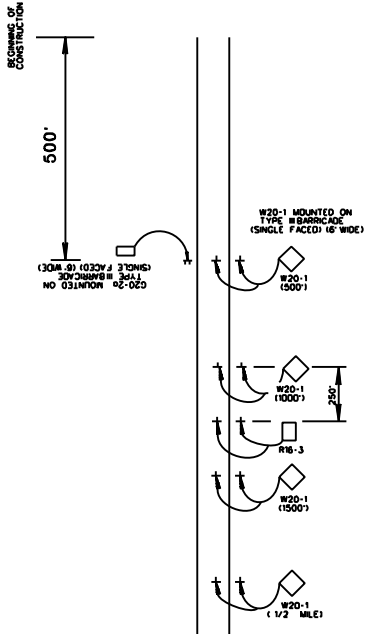 BEGINNING OF
CONSTRUCTION
500'
W20-1 MOUNTED ON
TYPE III BARRICADE
(SINGLE FACED) (6' WIDE)
G20-2a MOUNTED ON
TYPE III BARRICADE
(SINGLE FACED) (6' WIDE)
W20-1
(500')
W20-1
(1000')
250'
R16-3
W20-1
(1500')
W20-1
( 1/2 MILE)